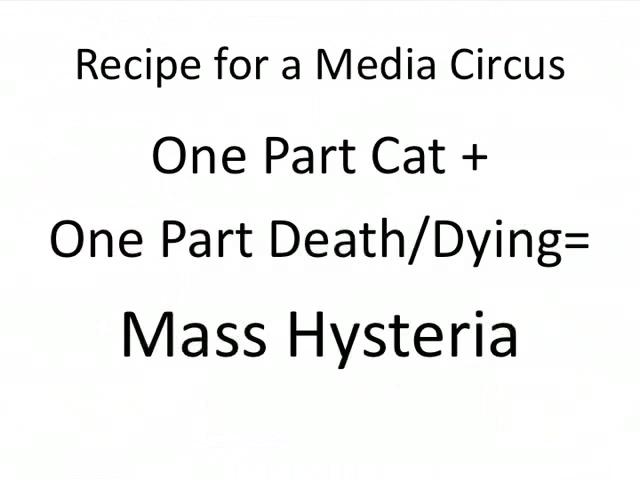 Recipe for a Media Circus
One Part Cat +
One Part Death/Dying=
Mass Hysteria